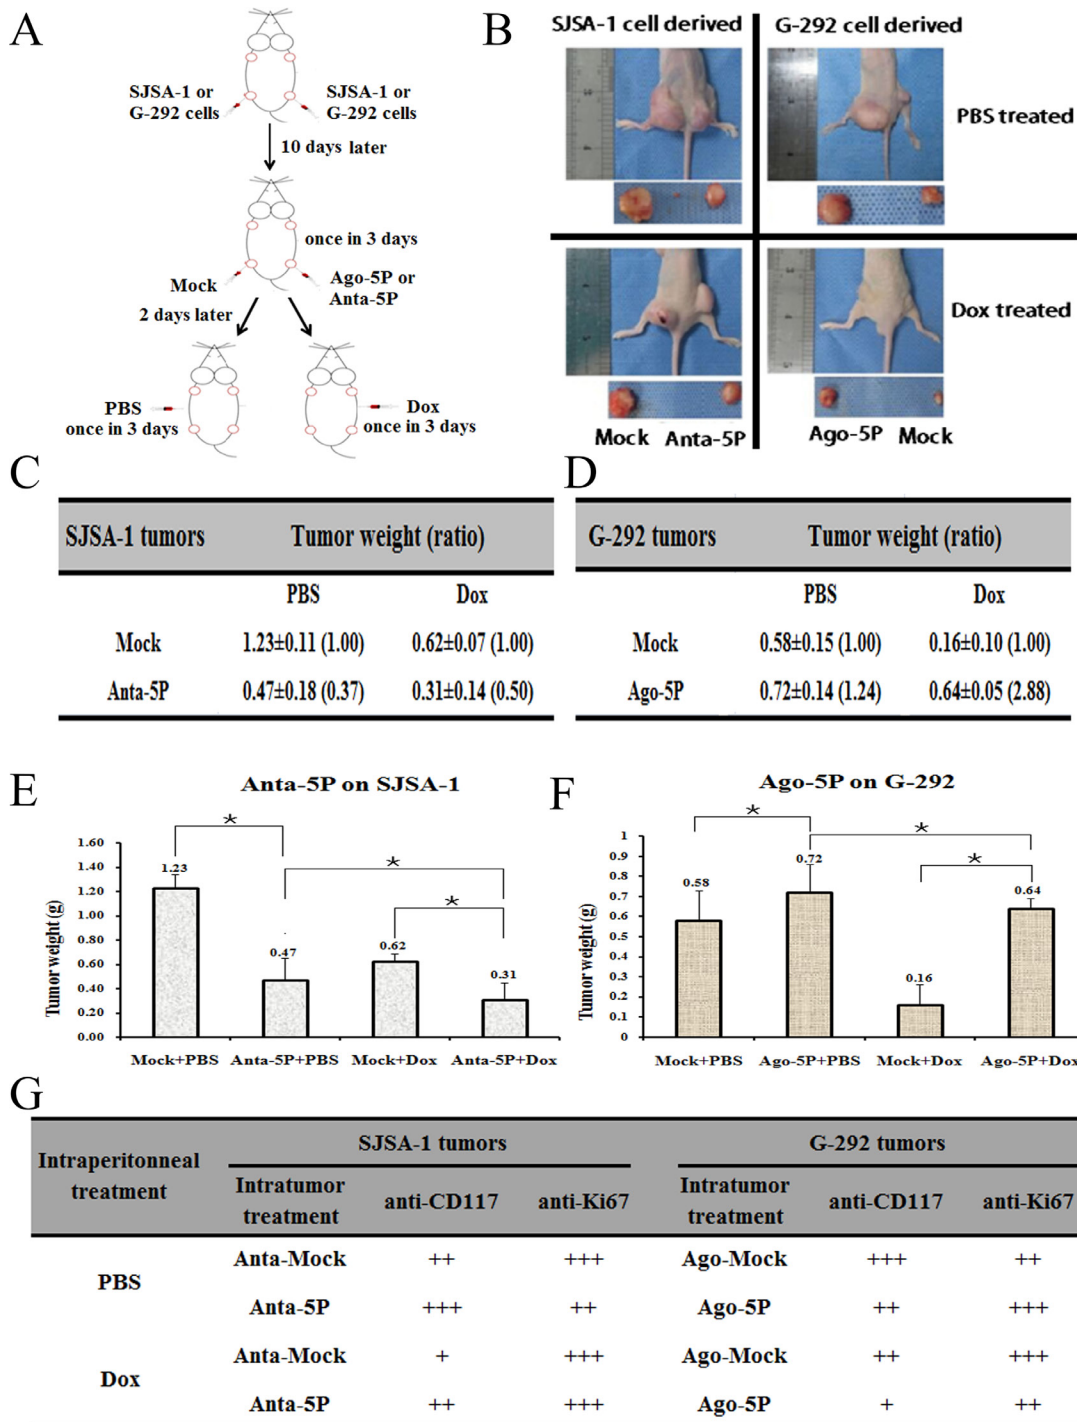 A
SJSA-1 or
G-292 cells
SJSA-1 or
G-292 cells
10 days later
once in 3 days
Mock
Ago-5P or
Anta-5P
2 days later
PBS
once in 3 days
Dox
once in 3 days
B
SJSA-1 cell derived
G-292 cell derived
PBS treated
Dox treated
Mock Anta-5P
Ago-5P Mock
C
SJSA-1 tumors Tumor weight (ratio)
PBS Dox
Mock 1.23±0.11 (1.00) 0.62±0.07 (1.00)
Anta-5P 0.47±0.18 (0.37) 0.31±0.14 (0.50)
D
G-292 tumors Tumor weight (ratio)
PBS Dox
Mock 0.58±0.15 (1.00) 0.16±0.10 (1.00)
Ago-5P 0.72±0.14 (1.24) 0.64±0.05 (2.88)
E
Anta-5P on SJSA-1
Tumor weight (g)
1.60
1.40
1.20
1.00
0.80
0.60
0.40
0.20
0.00
*
*
*
1.23
0.47
0.62
0.31
Mock+PBS Anta-5P+PBS Mock+Dox Anta-5P+Dox
F
Ago-5P on G-292
Tumor weight (g)
1
0.9
0.8
0.7
0.6
0.5
0.4
0.3
0.2
0.1
0
*
*
*
0.58
0.72
0.16
0.64
Mock+PBS Ago-5P+PBS Mock+Dox Ago-5P+Dox
G
Intraperitonneal
treatment
SJSA-1 tumors G-292 tumors
Intratumor
treatment
anti-CD117 anti-Ki67
Intratumor
treatment
anti-CD117 anti-Ki67
PBS
Anta-Mock ++ +++ Ago-Mock +++ ++
Anta-5P +++ ++ Ago-5P ++ +++
Dox
Anta-Mock + +++ Ago-Mock ++ +++
Anta-5P ++ +++ Ago-5P + ++